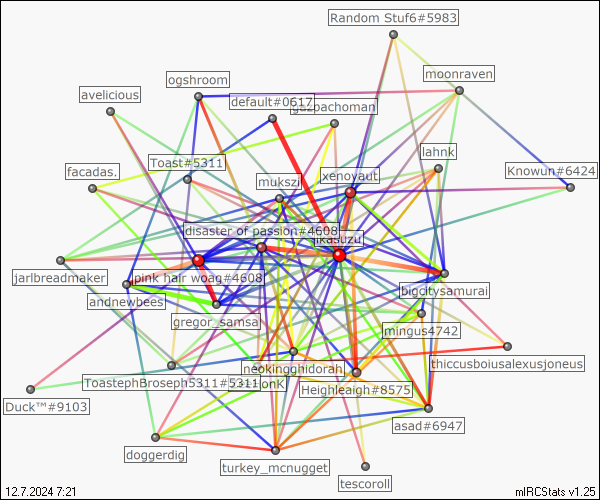 Random Stuf6#5983
ogshroom
moonraven
avelicious
default#0617
gazpachoman
Toast#5311
lahnk
facadas.
mukszi
xenoyaut
Knowun#6424
disaster of passion#4608
jikasuzu
jarlbreadmaker
pink hair woag#4608
bigcitysamurai
andnewbees
gregor_samsa
mingus4742
neokingghidorah
thiccusboiusalexusjoneus
ToastephBroseph5311#5311
Heighleaigh#8575
Duck™#9103
asad#6947
doggerdig
turkey_mcnugget
tescoroll
12.7.2024 7:21
mIRCStats v1.25